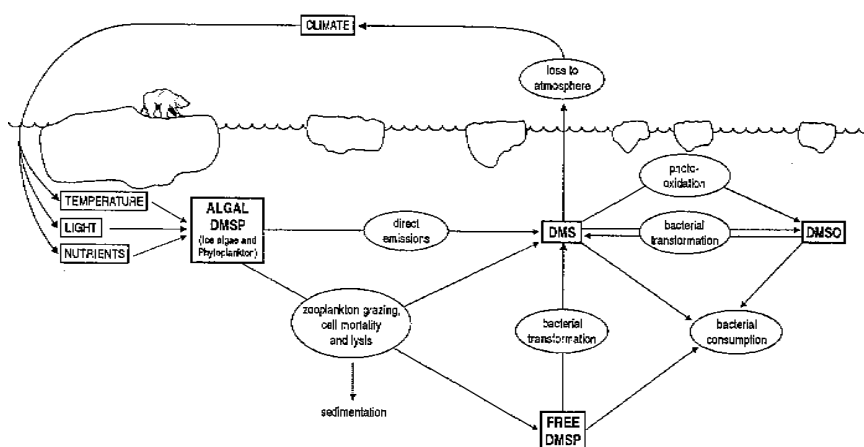 CLIMATE
loss to
atmosphere
TEMPERATURE
LIGHT
NUTRIENTS
ALGAL
DMSP
(Ice algae and
Phytoplankton)
direct
emissions
DMS
photo-
oxidation
bacterial
transformation
DMSO
zooplankton grazing,
cell mortality
and lysis
bacterial
transformation
bacterial
consumption
sedimentation
FREE
DMSP